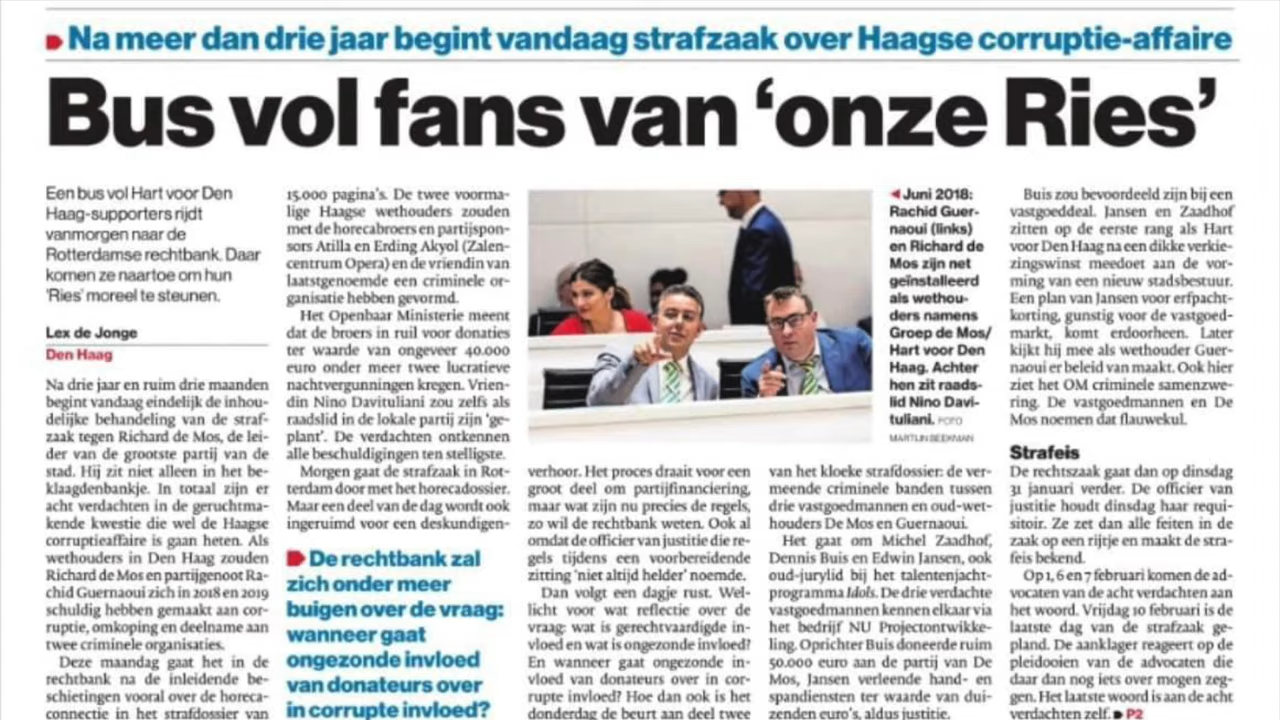 Na meer dan drie jaar begint vandaag strafzaak over Haagse corruptie-affaire
Bus vol fans van ‘onze Ries’
Een bus vol Hart voor Den
Haag-supporters rijdt
vanmorgen naar de
Rotterdamse rechtbank. Daar
komen ze naartoe om hun
‘Ries’ moreel te steunen.
Lex de Jonge
Den Haag
Na drie jaar en ruim drie maanden
begint vandaag eindelijk de inhou-
delijke behandeling van de straf-
zaak tegen Richard de Mos, de lei-
der van de grootste partij van de
stad. Hij zit niet alleen in het be-
klaagdenbankje. In totaal zijn er
acht verdachten in de geruchtma-
kende kwestie die wel de Haagse
corruptieaffaire is gaan heten. Als
wethouders in Den Haag zouden
Richard de Mos en partijgenoot Ra-
chid Guernaoui zich in 2018 en 2019
schuldig hebben gemaakt aan cor-
ruptie, omkoping en deelname aan
twee criminele organisaties.
Deze maandag gaat het in de
rechtbank na de inleidende be-
schietingen vooral over de horeca-
connectie in het strafdossier van
15.000 pagina’s. De twee voorma-
lige Haagse wethouders zouden
met de horecabroers en partijspon-
sors Atilla en Erding Akyol (Zalen-
centrum Opera) en de vriendin van
laatstgenoemde een criminele or-
ganisatie hebben gevormd.
Het Openbaar Ministerie meent
dat de broers in ruil voor donaties
ter waarde van ongeveer 40.000
euro onder meer twee lucratieve
nachtvergunningen kregen. Vrien-
din Nino Davituliani zou zelfs als
raadslid in de lokale partij zijn ‘ge-
plant’. De verdachten ontkennen
alle beschuldigingen ten stelligste.
Morgen gaat de strafzaak in Rot-
terdam door met het horecadossier.
Maar een deel van de dag wordt ook
ingeruimd voor een deskundigen-
De rechtbank zal
zich onder meer
buigen over de vraag:
wanneer gaat
ongezonde invloed
van donateurs over
in corrupte invloed?
◄ Juni 2018:
Rachid Guer-
naoui (links)
en Richard de
Mos zijn net
geïnstalleerd
als wethou-
ders namens
Groep de Mos/
Hart voor Den
Haag. Achter
hen zit raads-
lid Nino Davi-
tuliani. FOTO
MARTIJN BEEKMAN
verhoor. Het proces draait voor een
groot deel om partijfinanciering,
maar wat zijn nu precies de regels,
zo wil de rechtbank weten. Ook al
omdat de officier van justitie die re-
gels tijdens een voorbereidende
zitting ‘niet altijd helder’ noemde.
Dan volgt een dagje rust. Wel-
licht voor wat reflectie over de
vraag: wat is gerechtvaardigde in-
vloed en wat is ongezonde invloed?
En wanneer gaat ongezonde in-
vloed van donateurs over in cor-
rupte invloed? Hoe dan ook is het
donderdag de beurt aan deel twee
van het kloeke strafdossier: de ver-
meende criminele banden tussen
drie vastgoedmannen en oud-wet-
houders De Mos en Guernaoui.
Het gaat om Michel Zaadhof,
Dennis Buis en Edwin Jansen, ook
oud-jurylid bij het talentenjacht-
programma Idols. De drie verdachte
vastgoedmannen kennen elkaar via
het bedrijf NU Projectontwikke-
ling. Oprichter Buis doneerde ruim
50.000 euro aan de partij van De
Mos, Jansen verleende hand- en
spandiensten ter waarde van dui-
zenden euro’s, aldus justitie.
Buis zou bevoordeeld zijn bij een
vastgoeddeal. Jansen en Zaadhof
zitten op de eerste rang als Hart
voor Den Haag na een dikke verkie-
zingswinst meedoet aan de vor-
ming van een nieuw stadsbestuur.
Een plan van Jansen voor erfpacht-
korting, gunstig voor de vastgoed-
markt, komt erdoorheen. Later
kijkt hij mee als wethouder Guer-
naoui er beleid van maakt. Ook hier
ziet het OM criminele samenzwe-
ring. De vastgoedmannen en De
Mos noemen dat flauwekul.
Strafeis
De rechtszaak gaat dan op dinsdag
31 januari verder. De officier van
justitie houdt dinsdag haar requi-
sitoir. Ze zet dan alle feiten in de
zaak op een rijtje en maakt de stra-
feis bekend.
Op 1, 6 en 7 februari komen de ad-
vocaten van de acht verdachten aan
het woord. Vrijdag 10 februari is de
laatste dag van de strafzaak ge-
pland. De aanklager reageert op de
pleidooien van de advocaten die
daar dan nog iets over mogen zeg-
gen. Het laatste woord is aan de acht
verdachten zelf. P2